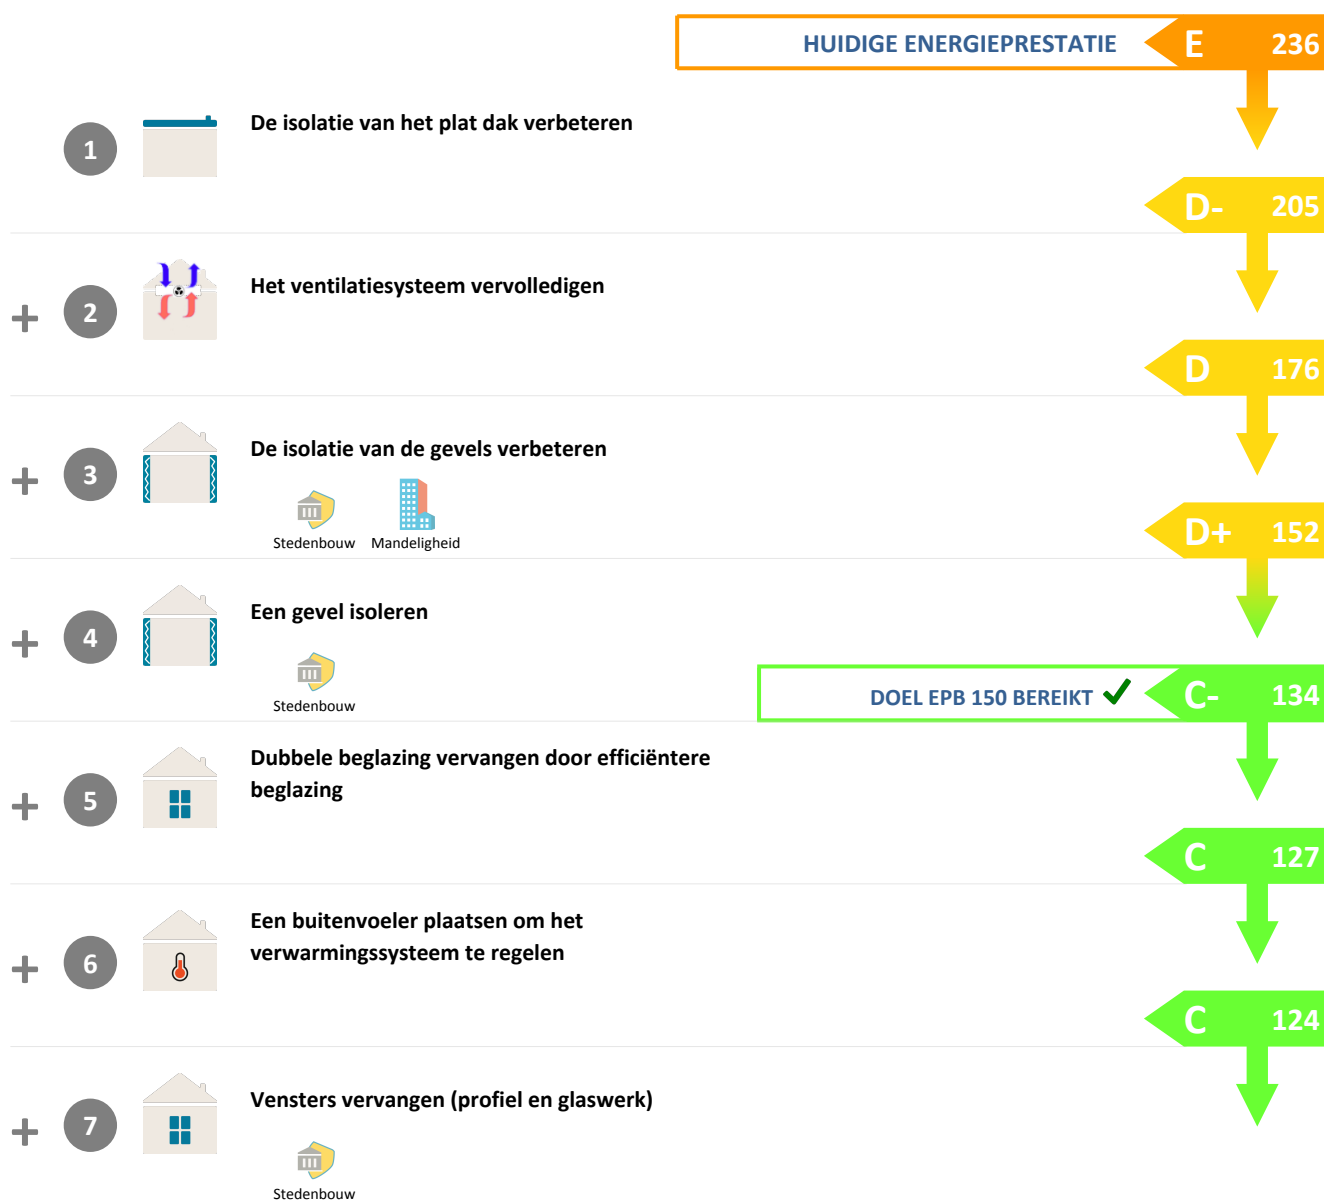 HUIDIGE ENERGIEPRESTATIE E 236
1 De isolatie van het plat dak verbeteren
D- 205
+ 2 Het ventilatiesysteem vervolledigen
D 176
+ 3 De isolatie van de gevels verbeteren
Stedenbouw Mandeligheid
D+ 152
+ 4 Een gevel isoleren
Stedenbouw
DOEL EPB 150 BEREIKT ✓ C- 134
Dubbele beglazing vervangen door efficiëntere
+ 5 beglazing
C 127
Een buitenvoeler plaatsen om het
+ 6 verwarmingssysteem te regelen
C 124
+ 7 Vensters vervangen (profiel en glaswerk)
Stedenbouw